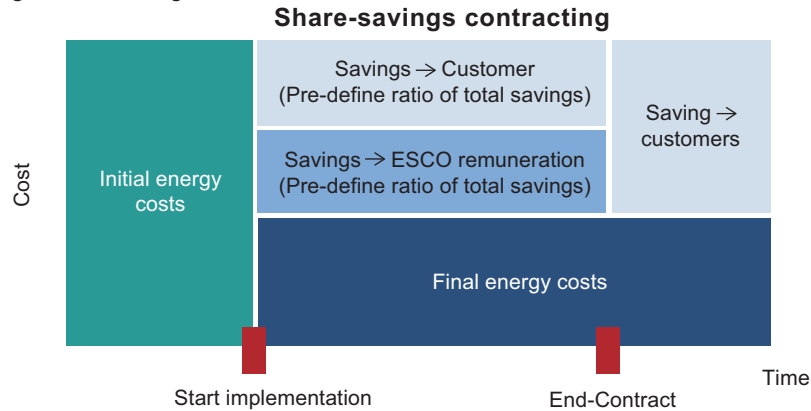 Share-savings contracting
Savings → Customer
(Pre-define ratio of total savings)
Saving →
customers
Savings → ESCO remuneration
(Pre-define ratio of total savings)
Initial energy
costs
Cost
Final energy costs
Time
Start implementation
End-Contract